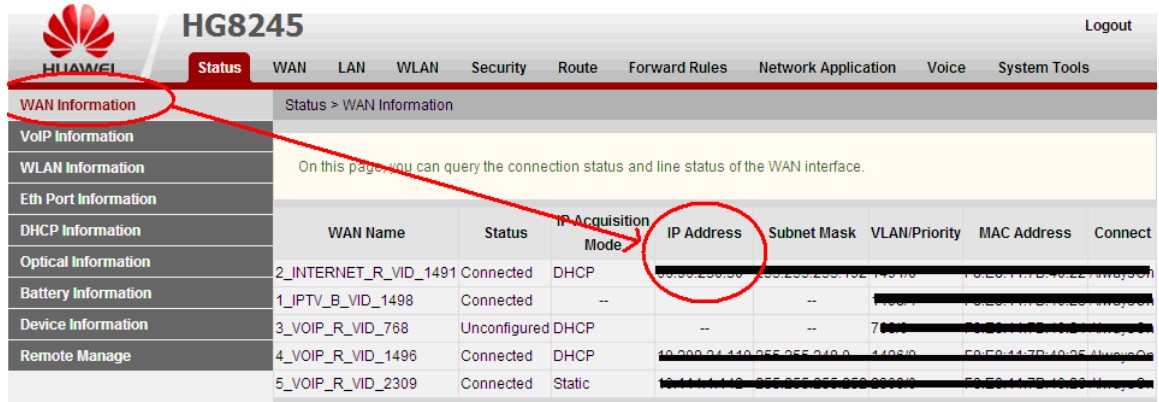 HG8245
Logout
HUAWEI
Status WAN LAN WLAN Security Route Forward Rules Network Application Voice System Tools
WAN Information
Status > WAN Information
VoIP Information
WLAN Information
On this page, you can query the connection status and line status of the WAN interface.
Eth Port Information
DHCP Information
Optical Information
Battery Information
Device Information
Remote Manage
WAN Name Status IP Acquisition Mode IP Address Subnet Mask VLAN/Priority MAC Address Connect
2_INTERNET_R_VID_1491 Connected DHCP
1_IPTV_B_VID_1498 Connected -- --
3_VOIP_R_VID_768 Unconfigured DHCP -- --
4_VOIP_R_VID_1496 Connected DHCP
5_VOIP_R_VID_2309 Connected Static